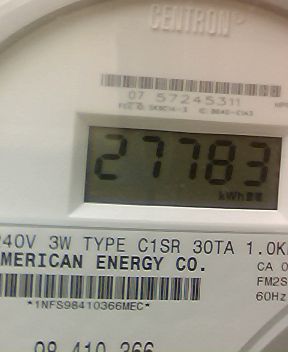 CENTRON®
07 57245311
27783
kWh
240V 3W TYPE C1SR 30TA 1.0K
AMERICAN ENERGY CO.
CA 0
FM2S
60Hz
*1NFS98410366MEC*
98 410 366